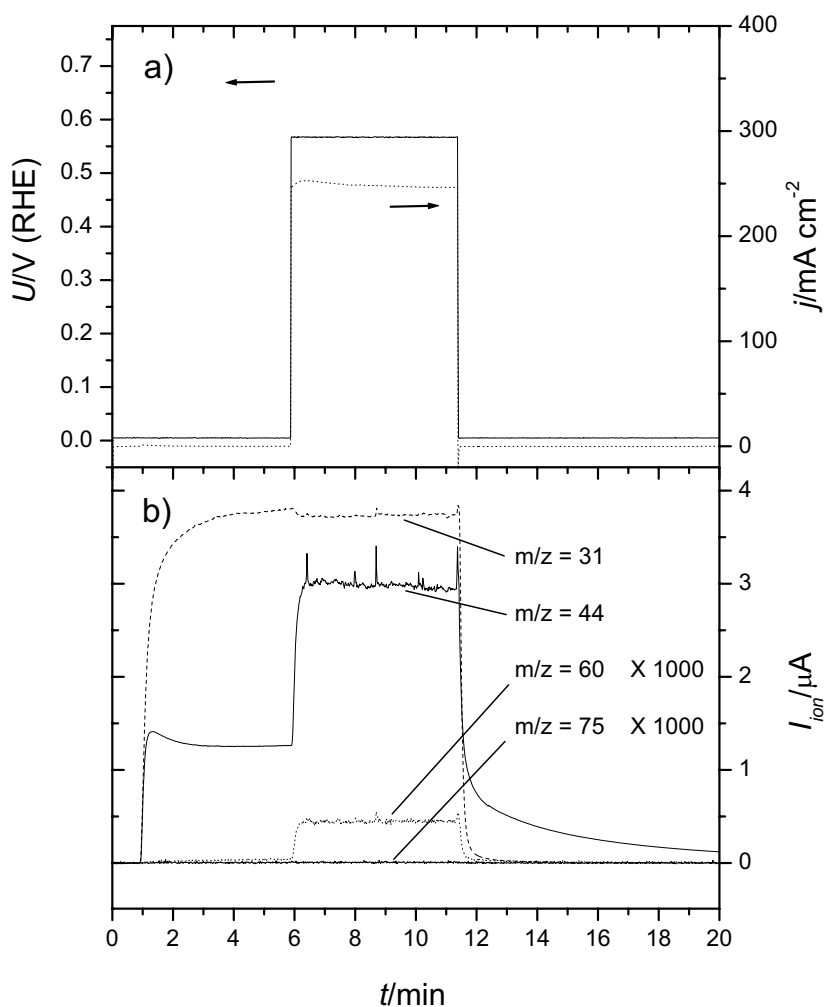 a)
0.7
0.6
0.5
0.4
0.3
0.2
0.1
0.0
U/V (RHE)
400
300
200
100
0
j/mA cm⁻²
b)
m/z = 31
m/z = 44
m/z = 60 X 1000
m/z = 75 X 1000
4
3
2
1
0
I_ion/µA
0 2 4 6 8 10 12 14 16 18 20
t/min